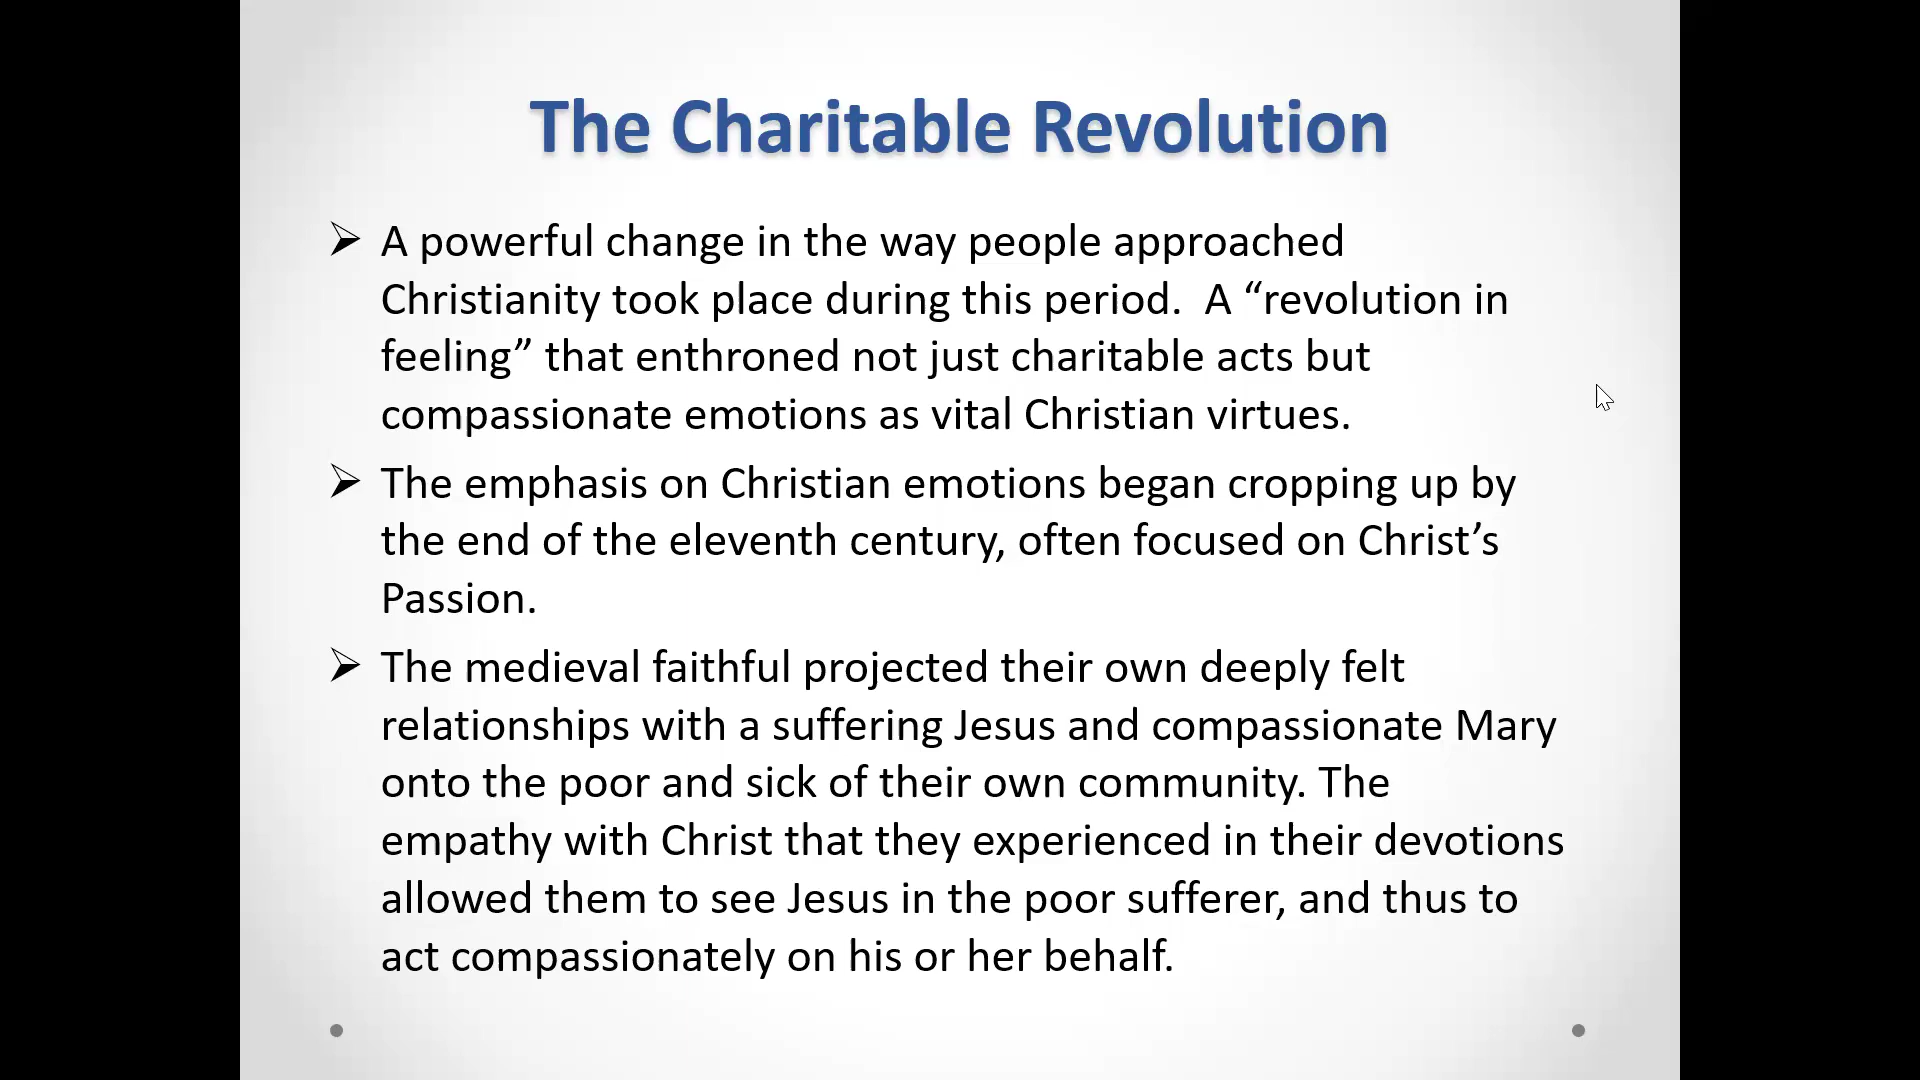 The Charitable Revolution
A powerful change in the way people approached
Christianity took place during this period.  A “revolution in
feeling” that enthroned not just charitable acts but
compassionate emotions as vital Christian virtues.
The emphasis on Christian emotions began cropping up by
the end of the eleventh century, often focused on Christ’s
Passion.
The medieval faithful projected their own deeply felt
relationships with a suffering Jesus and compassionate Mary
onto the poor and sick of their own community. The
empathy with Christ that they experienced in their devotions
allowed them to see Jesus in the poor sufferer, and thus to
act compassionately on his or her behalf.